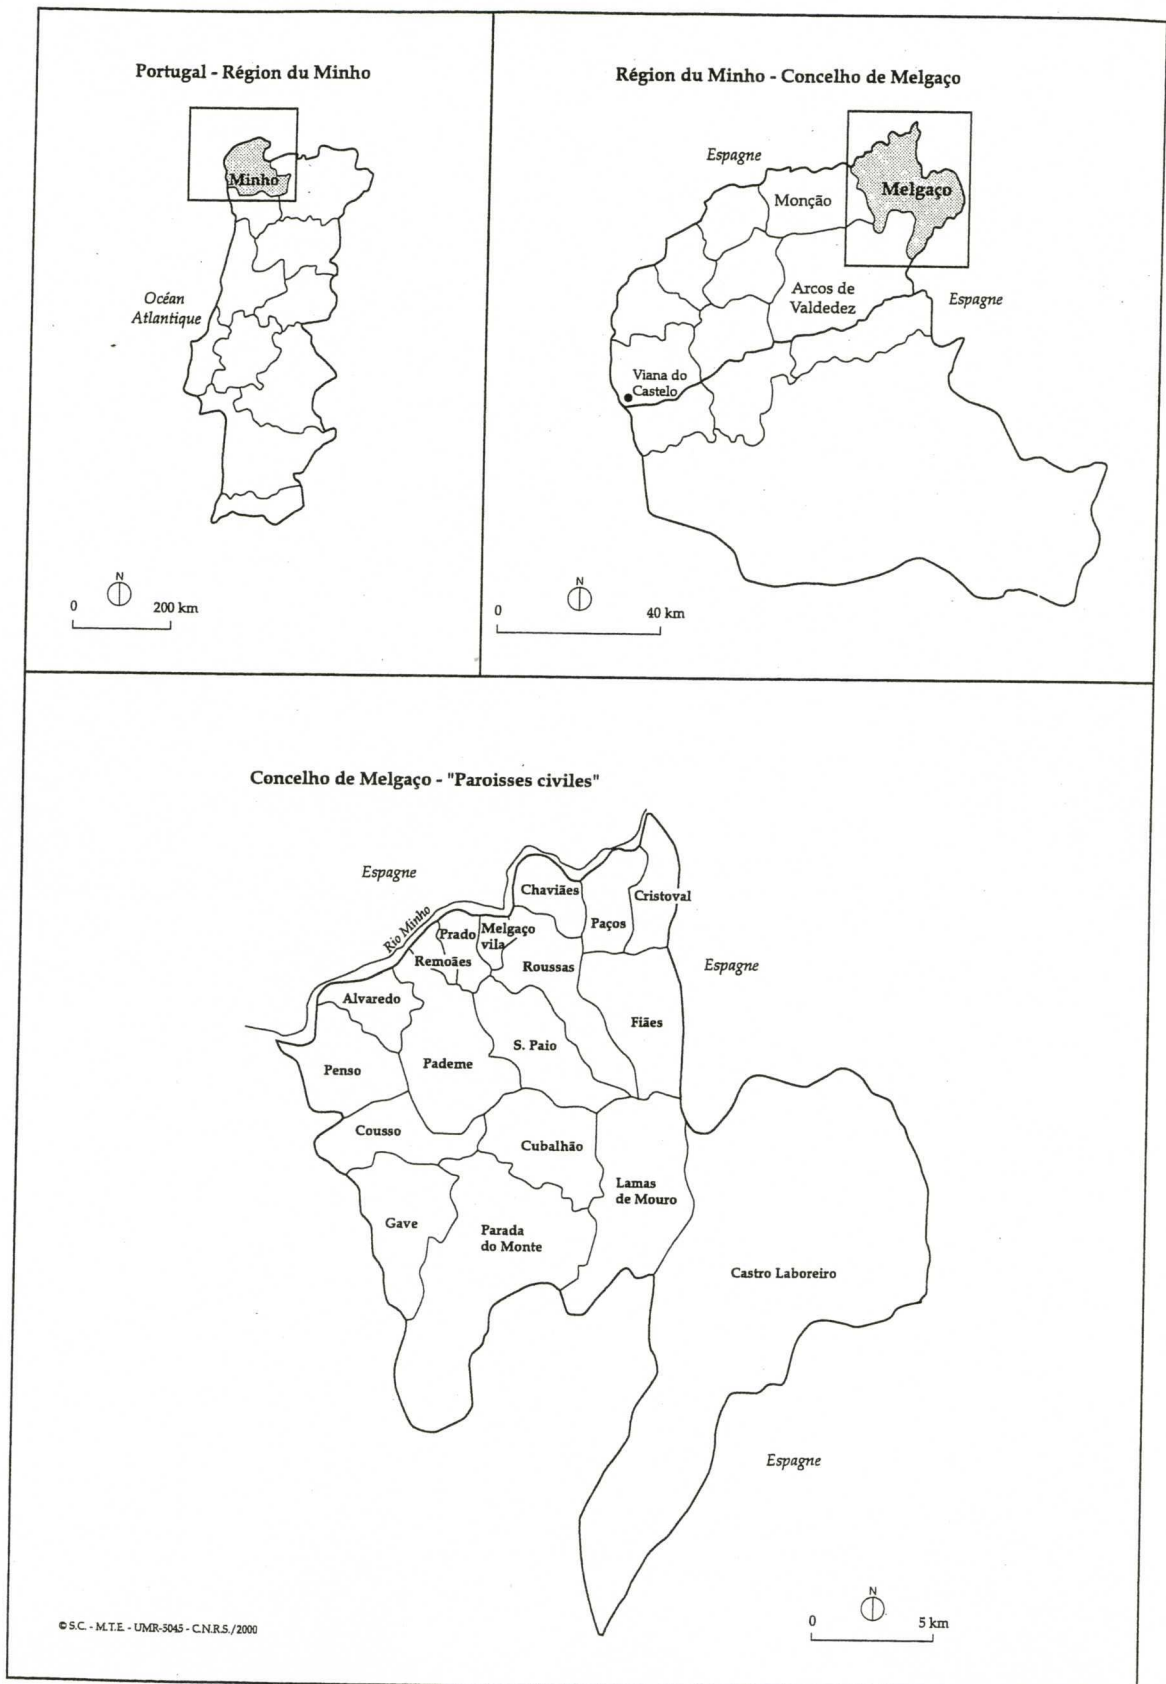 Portugal - Région du Minho
Minho
Océan
Atlantique
N
0 200 km
Région du Minho - Concelho de Melgaço
Espagne
Monção
Melgaço
Arcos de
Valdedez
Espagne
Viana do
Castelo
N
0 40 km
Concelho de Melgaço - "Paroisses civiles"
Espagne
Rio Minho
Chaviães
Cristoval
Paços
Prado
Melgaço
vila
Remoães
Roussas
Espagne
Alvaredo
Fiães
S. Paio
Penso
Pademe
Cousso
Cubalhão
Lamas
de Mouro
Gave
Parada
do Monte
Castro Laboreiro
Espagne
N
0 5 km
© S.C. - M.T.E. - UMR-5045 - C.N.R.S./2000